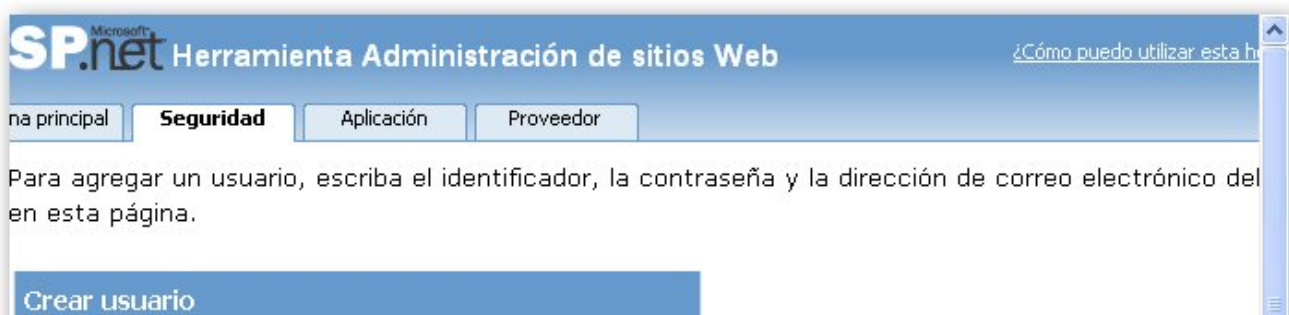 SP.net Microsoft Herramienta Administración de sitios Web
¿Cómo puedo utilizar esta
na principal Seguridad Aplicación Proveedor
Para agregar un usuario, escriba el identificador, la contraseña y la dirección de correo electrónico del
en esta página.
Crear usuario